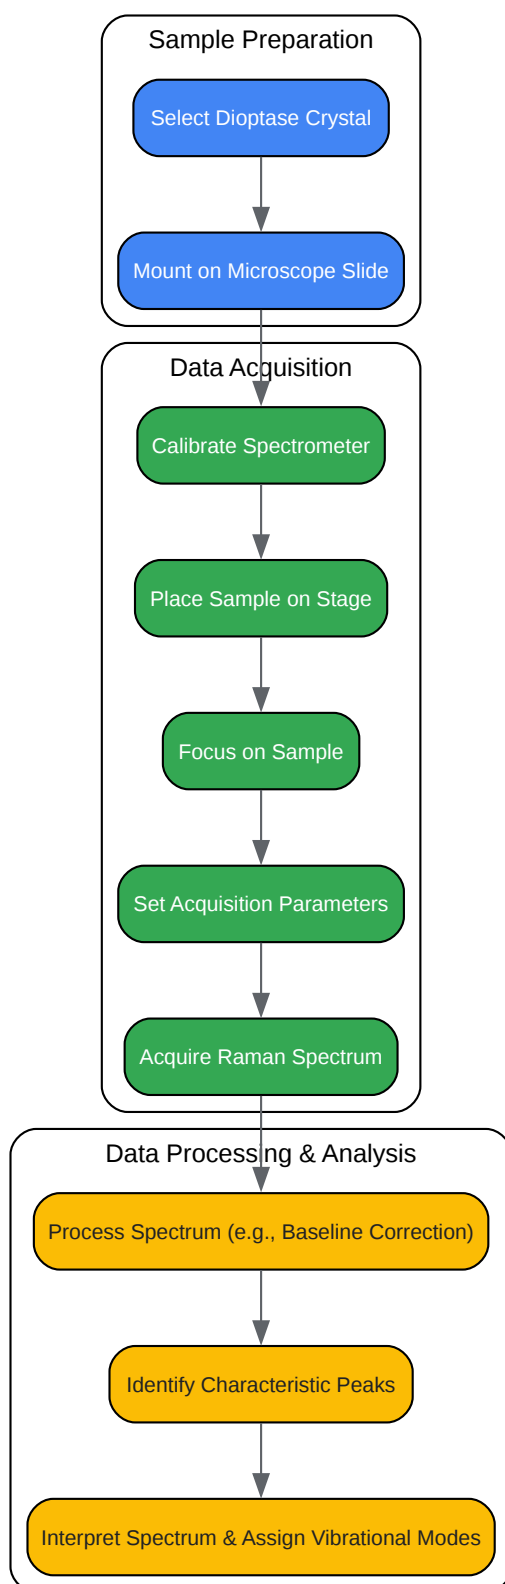 Sample Preparation
Select Dioptase Crystal
Mount on Microscope Slide
Data Acquisition
Calibrate Spectrometer
Place Sample on Stage
Focus on Sample
Set Acquisition Parameters
Acquire Raman Spectrum
Data Processing & Analysis
Process Spectrum (e.g., Baseline Correction)
Identify Characteristic Peaks
Interpret Spectrum & Assign Vibrational Modes